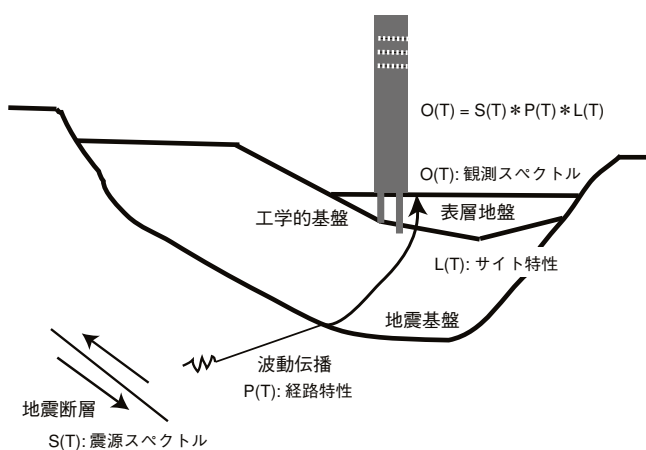 O(T) = S(T)＊P(T)＊L(T)
O(T): 観測スペクトル
工学的基盤
表層地盤
L(T): サイト特性
地震基盤
波動伝播
P(T): 経路特性
地震断層
S(T): 震源スペクトル